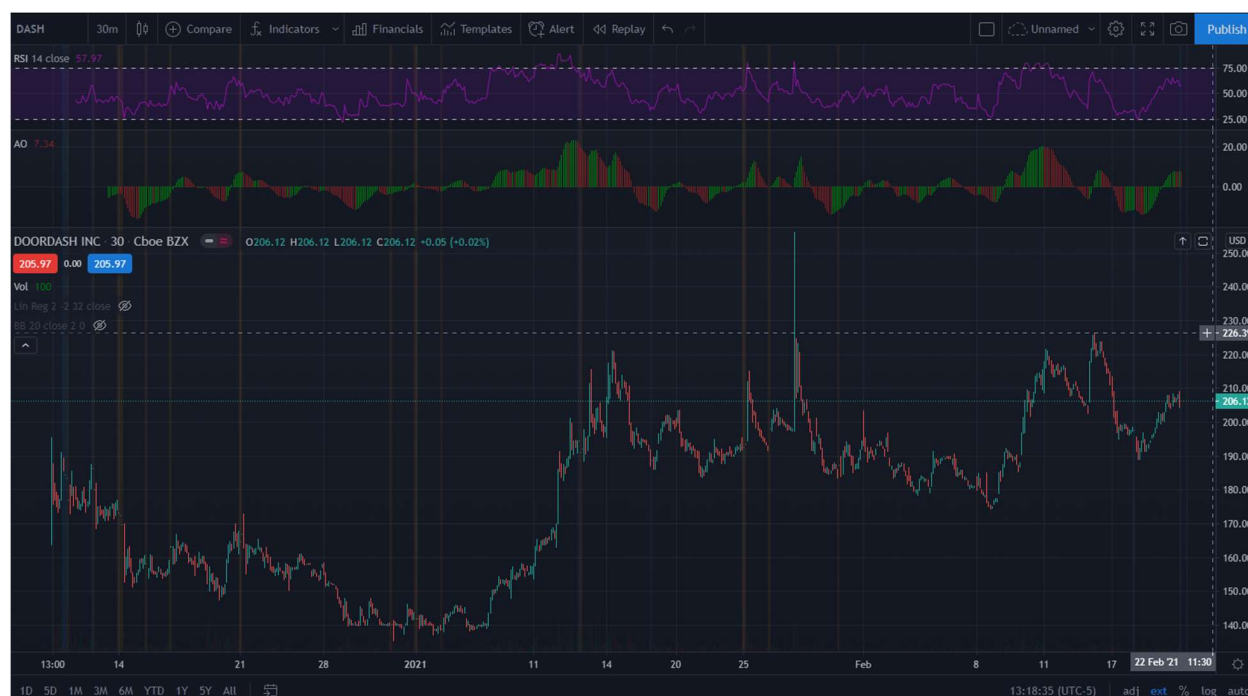 DASH 30m Compare Indicators Financials Templates Alert Replay Unnamed Publish
RSI 14 close 57.97
75.00
50.00
25.00
AO 7.34
20.00
0.00
DOORDASH INC · 30 · Cboe BZX O206.12 H206.12 L206.12 C206.12 +0.05 (+0.02%) USD
205.97 0.00 205.97
250.00
Vol 100
240.00
Lin Reg 2 -2 32 close
BB 20 close 2 0
230.00
226.39
220.00
210.00
206.12
200.00
190.00
180.00
170.00
160.00
150.00
140.00
13:00 14 21 28 2021 11 14 20 25 Feb 8 11 17 22 Feb '21 11:30
1D 5D 1M 3M 6M YTD 1Y 5Y All 13:18:35 (UTC-5) adj ext % log auto